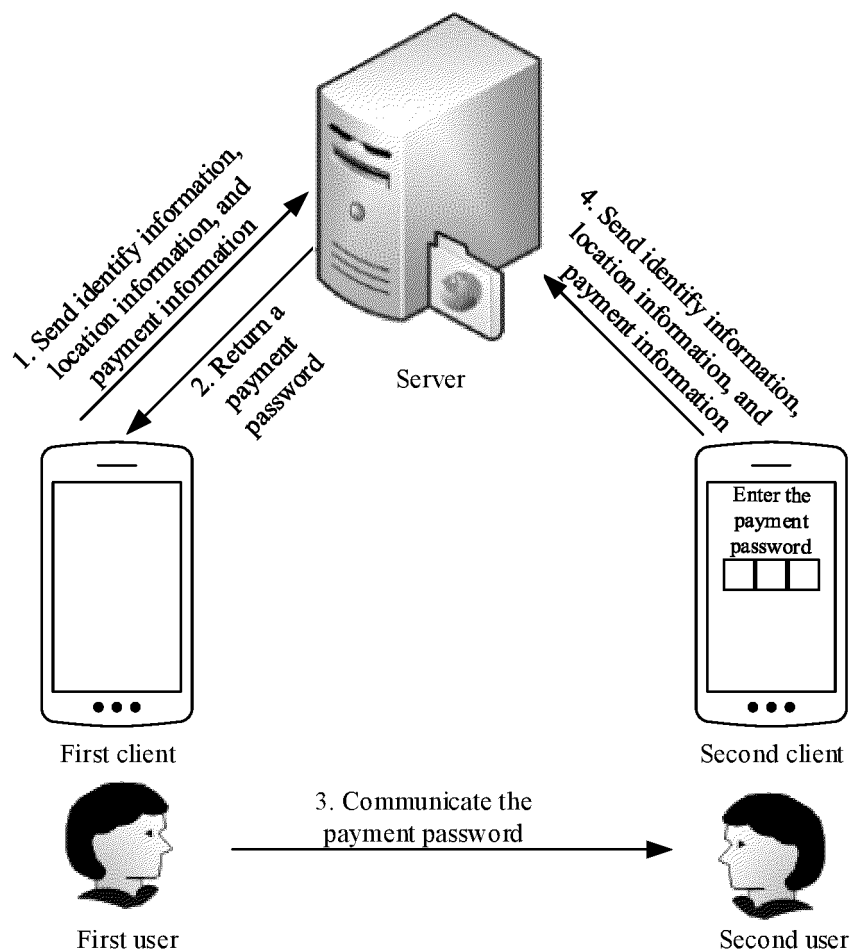 1. Send identify information,
location information, and
payment information
2. Return a
payment
password
Server
4. Send identify information,
location information, and
payment information
Enter the
payment
password
First client
Second client
3. Communicate the
payment password
First user
Second user